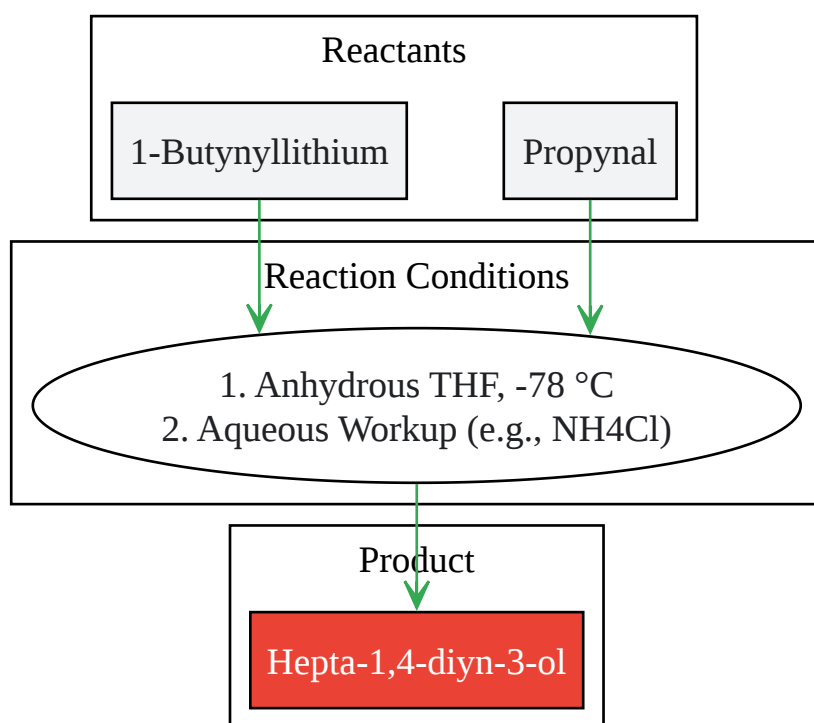 Reactants
1-Butynyllithium
Propynal
Reaction Conditions
1. Anhydrous THF, -78 °C
2. Aqueous Workup (e.g., NH4Cl)
Product
Hepta-1,4-diyn-3-ol